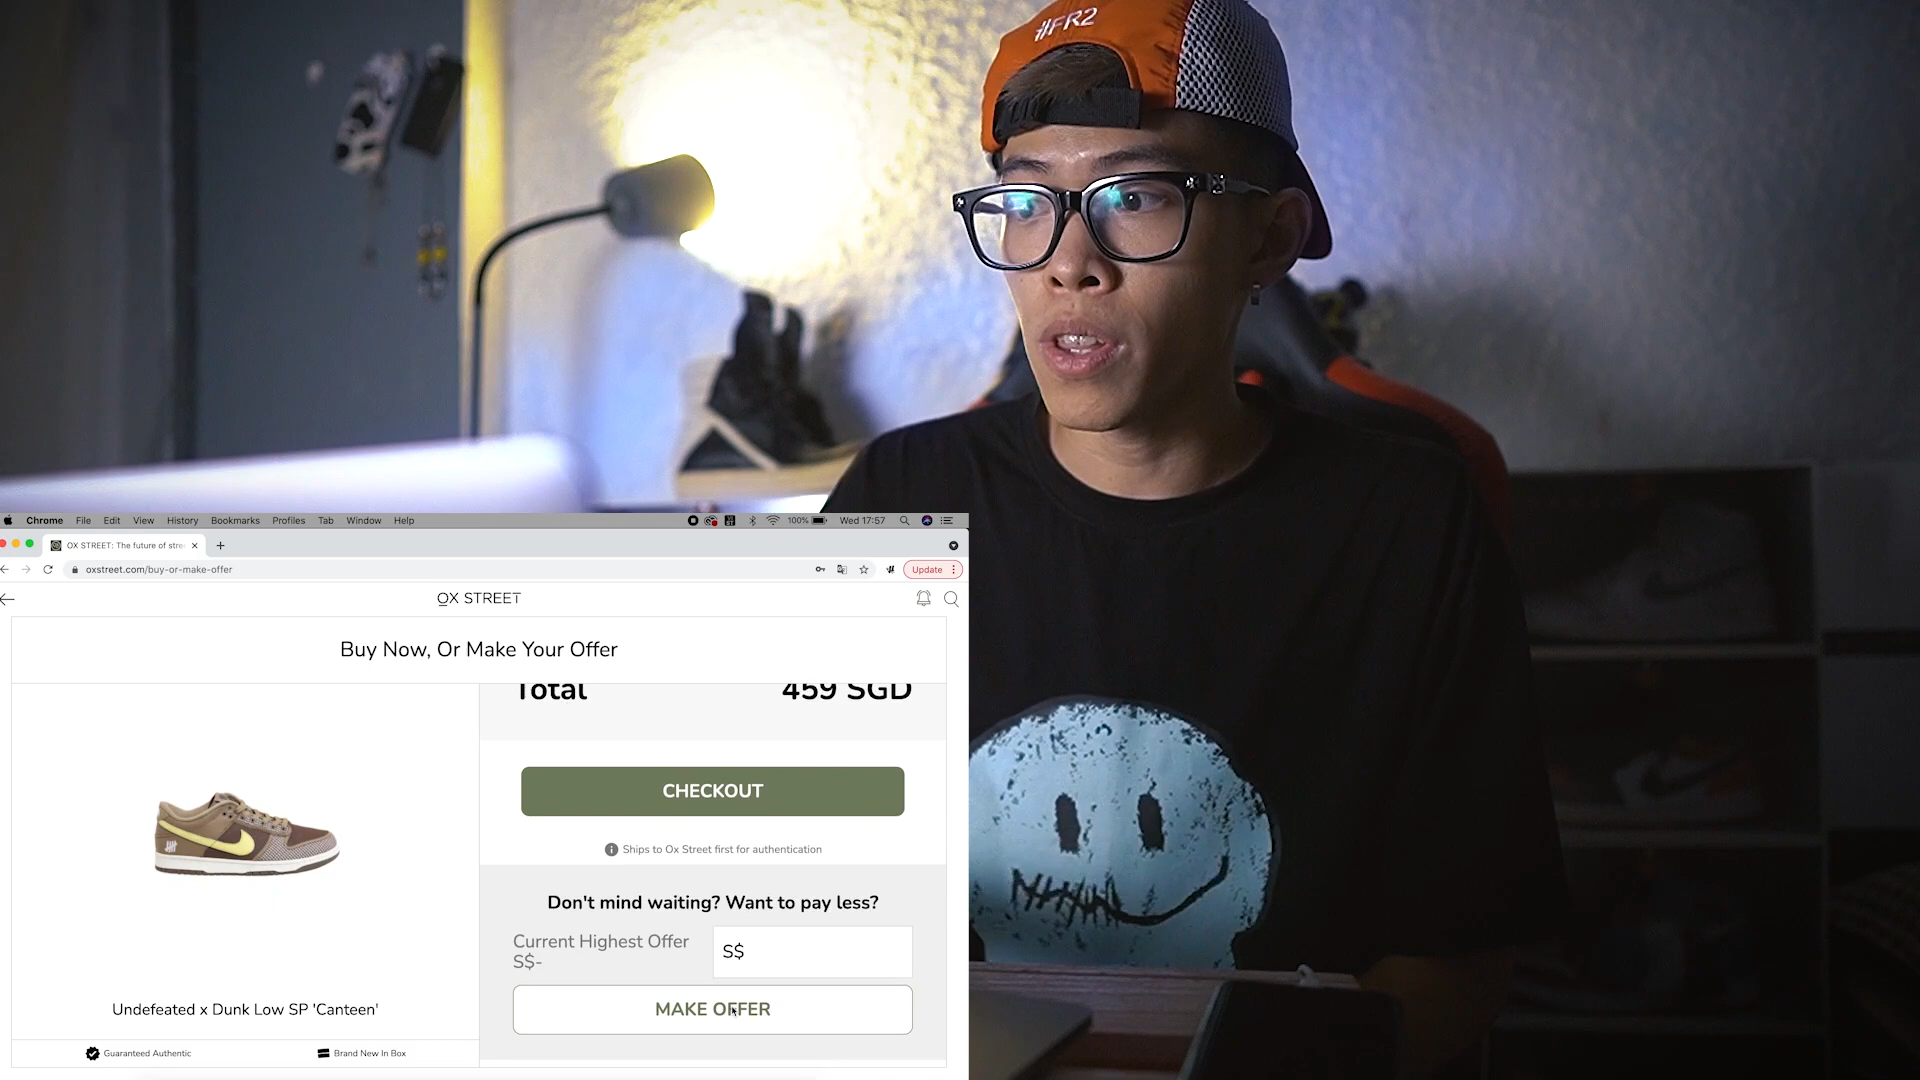 #FR2
Chrome File Edit View History Bookmarks Profiles Tab Window Help
100% Wed 17:57
OX STREET: The future of stre
oxstreet.com/buy-or-make-offer
Update
OX STREET
Buy Now, Or Make Your Offer
Total 459 SGD
CHECKOUT
Ships to Ox Street first for authentication
Don't mind waiting? Want to pay less?
Current Highest Offer
S$-
S$
MAKE OFFER
Undefeated x Dunk Low SP 'Canteen'
Guaranteed Authentic
Brand New In Box